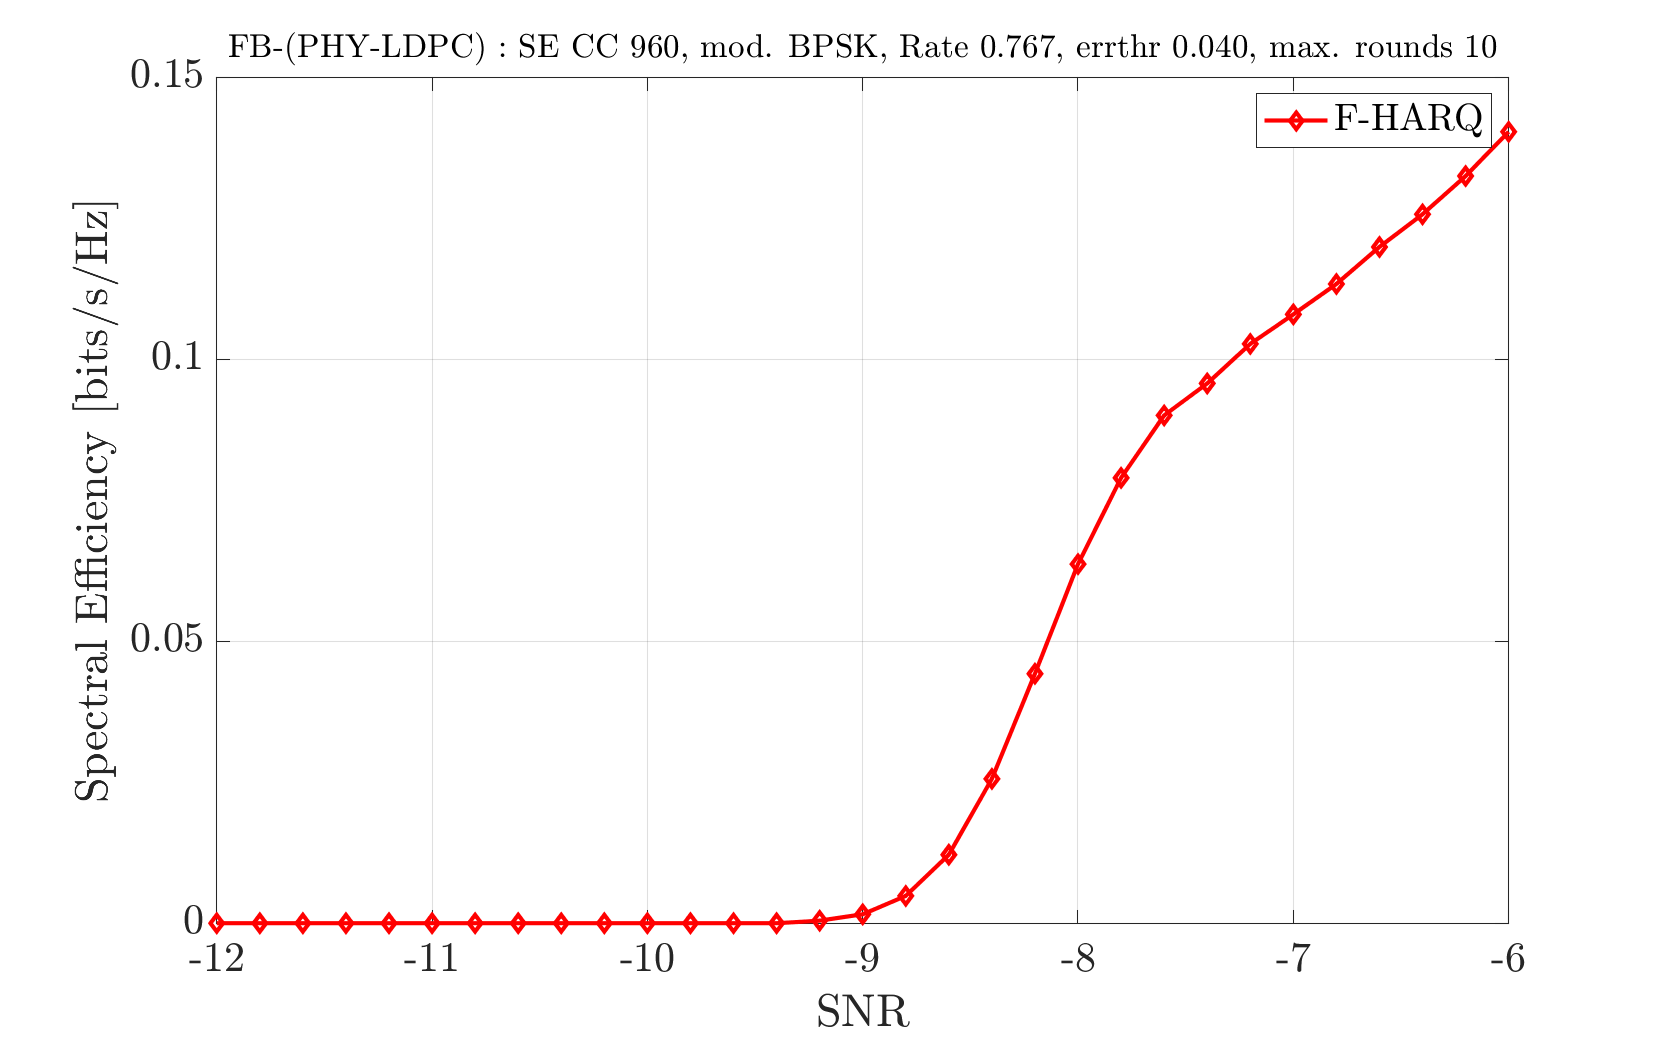 FB-(PHY-LDPC) : SE CC 960, mod. BPSK, Rate 0.767, errthr 0.040, max. rounds 10
F-HARQ
Spectral Efficiency [bits/s/Hz]
0.15
0.1
0.05
0
-12 -11 -10 -9 -8 -7 -6
SNR